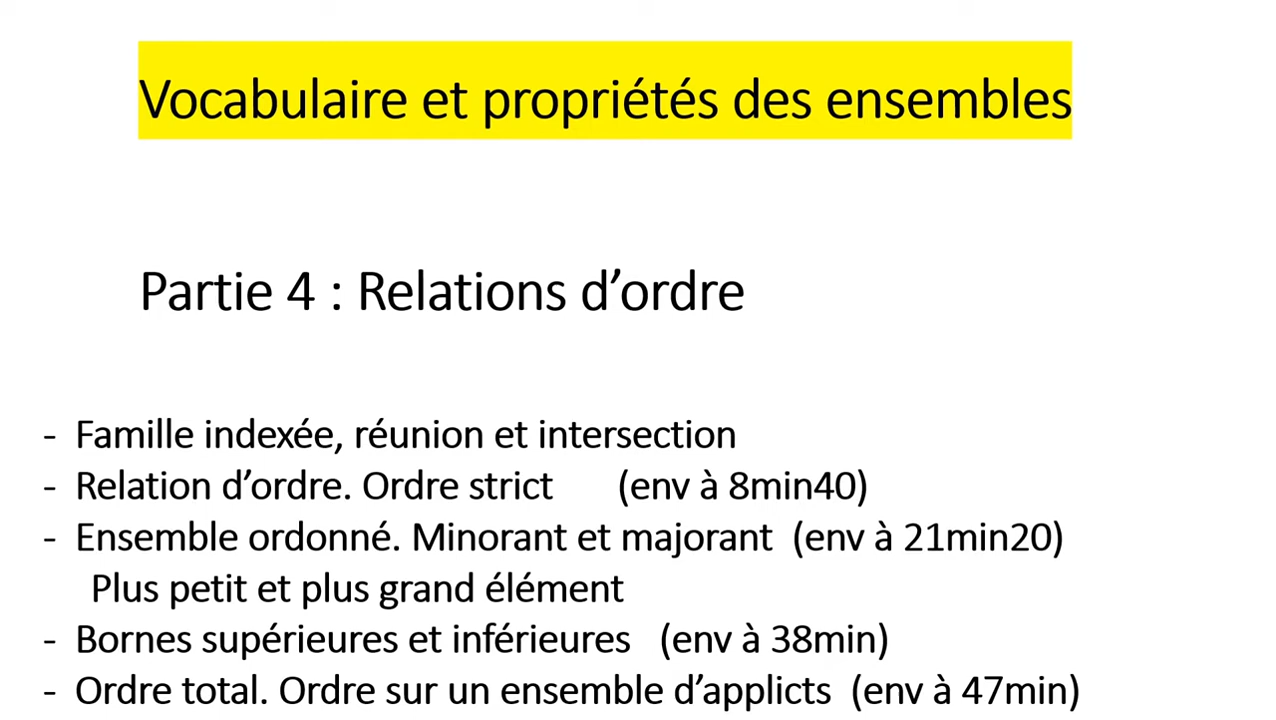 Vocabulaire et propriétés des ensembles
Partie 4 : Relations d’ordre
- Famille indexée, réunion et intersection
- Relation d’ordre. Ordre strict (env à 8min40)
- Ensemble ordonné. Minorant et majorant (env à 21min20)
Plus petit et plus grand élément
- Bornes supérieures et inférieures (env à 38min)
- Ordre total. Ordre sur un ensemble d’applicts (env à 47min)